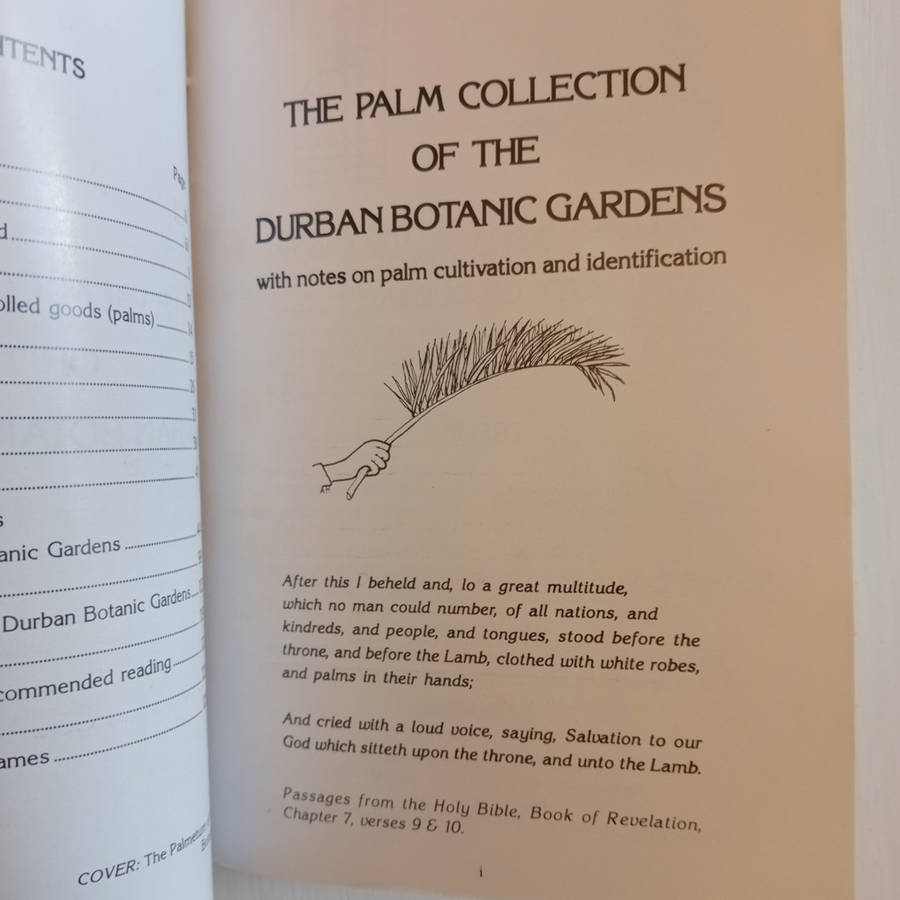 NTENTS
Page
d
olled goods (palms)
14
15
s
anic Gardens
Durban Botanic Gardens
commended reading
ames
COVER: The Palmetum
THE PALM COLLECTION
OF THE
DURBAN BOTANIC GARDENS
with notes on palm cultivation and identification
After this I beheld and, lo a great multitude,
which no man could number, of all nations, and
kindreds, and people, and tongues, stood before the
throne, and before the Lamb, clothed with white robes,
and palms in their hands;
And cried with a loud voice, saying, Salvation to our
God which sitteth upon the throne, and unto the Lamb.
Passages from the Holy Bible, Book of Revelation,
Chapter 7, verses 9 & 10.
i